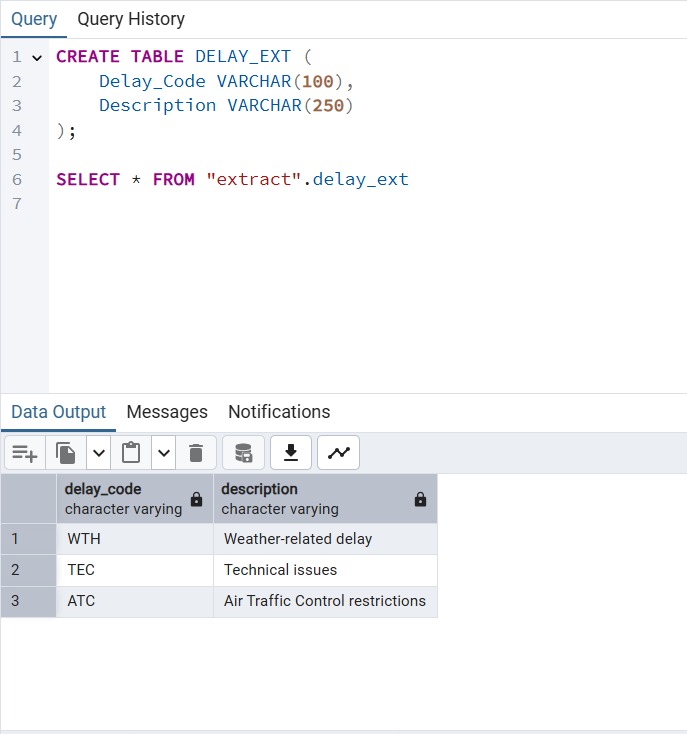 Query Query History
1 CREATE TABLE DELAY_EXT (
2 Delay_Code VARCHAR(100),
3 Description VARCHAR(250)
4 );
5
6 SELECT * FROM "extract".delay_ext
7
Data Output Messages Notifications
delay_code description
character varying character varying
1 WTH Weather-related delay
2 TEC Technical issues
3 ATC Air Traffic Control restrictions